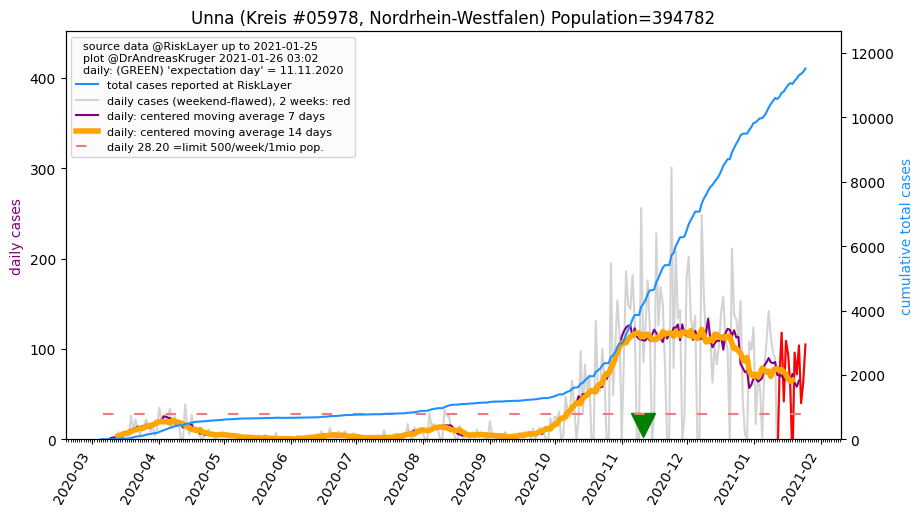 Unna (Kreis #05978, Nordrhein-Westfalen) Population=394782
source data @RiskLayer up to 2021-01-25
plot @DrAndreasKruger 2021-01-26 03:02
daily: (GREEN) 'expectation day' = 11.11.2020
total cases reported at RiskLayer
daily cases (weekend-flawed), 2 weeks: red
daily: centered moving average 7 days
daily: centered moving average 14 days
daily 28.20 =limit 500/week/1mio pop.
daily cases
400
300
200
100
0
cumulative total cases
12000
10000
8000
6000
4000
2000
0
2020-03
2020-04
2020-05
2020-06
2020-07
2020-08
2020-09
2020-10
2020-11
2020-12
2021-01
2021-02